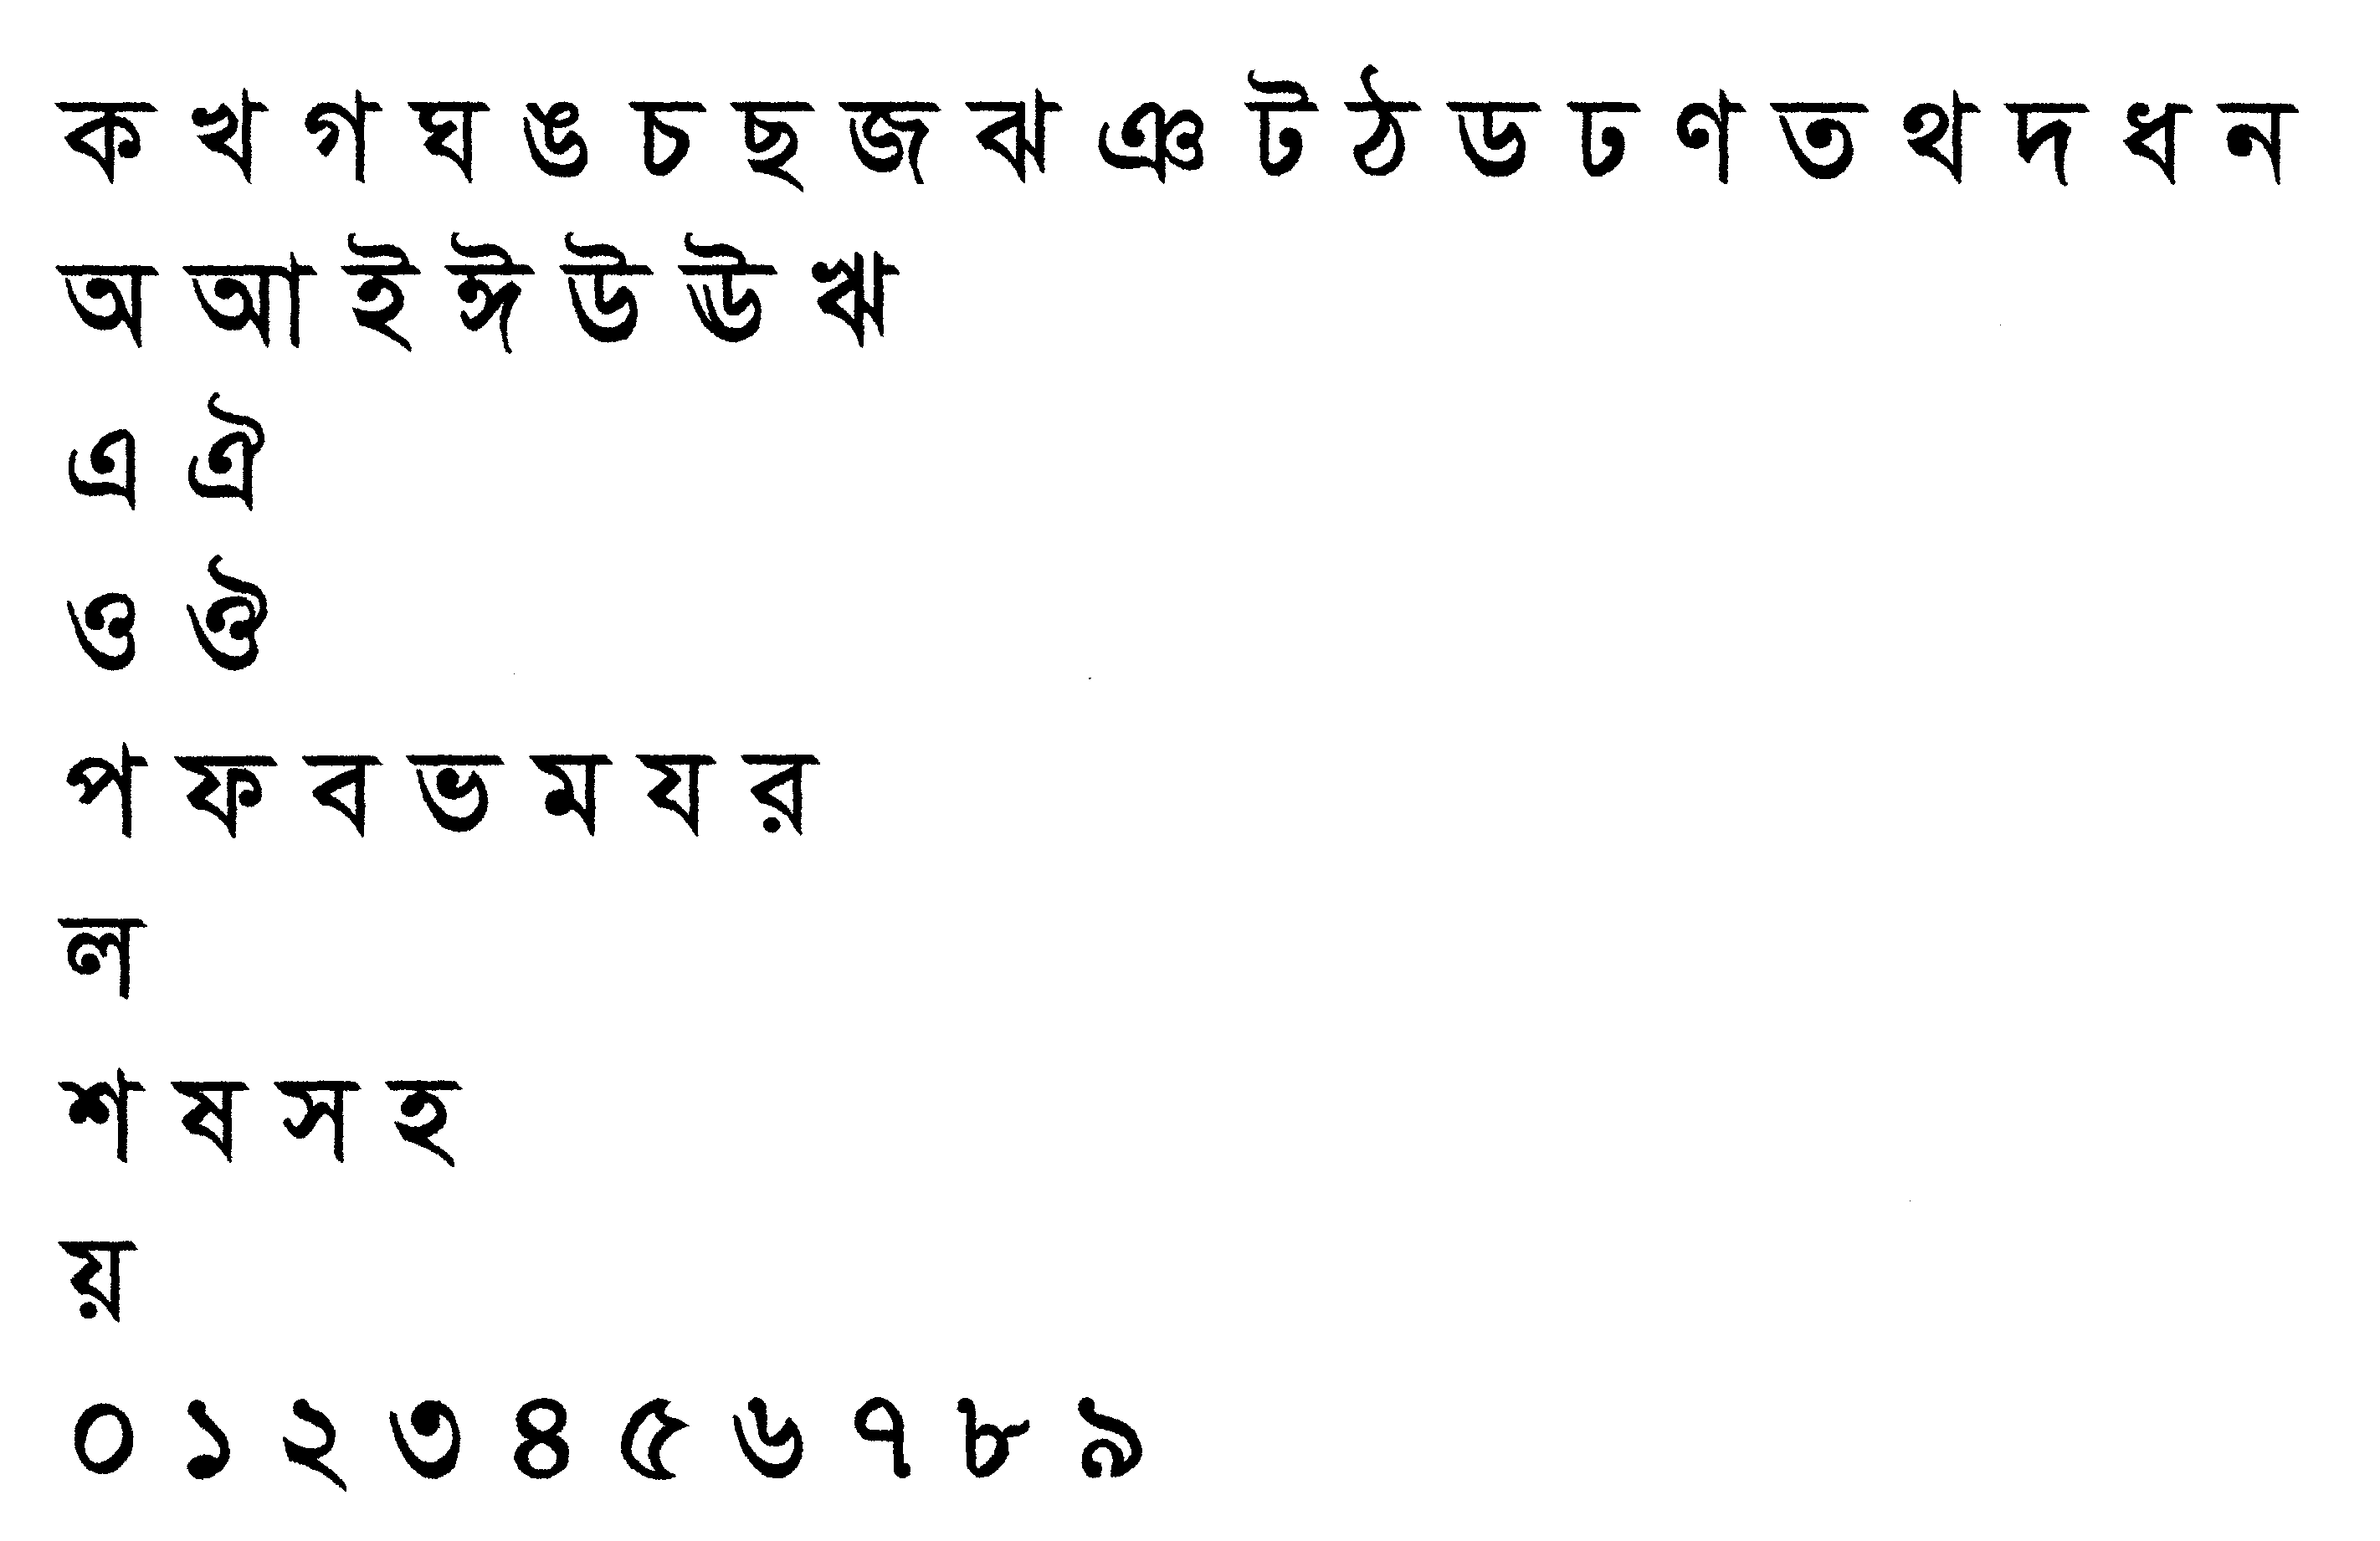 ক খ গ ঘ ঙ চ ছ জ ঝ ঞ ট ঠ ড ঢ ণ ত থ দ ধ ন
অ আ ই ঈ উ ঊ ঋ
এ ঐ
ও ঔ
প ফ ব ভ ম য র
ল
শ ষ স হ
য়
০ ১ ২ ৩ ৪ ৫ ৬ ৭ ৮ ৯